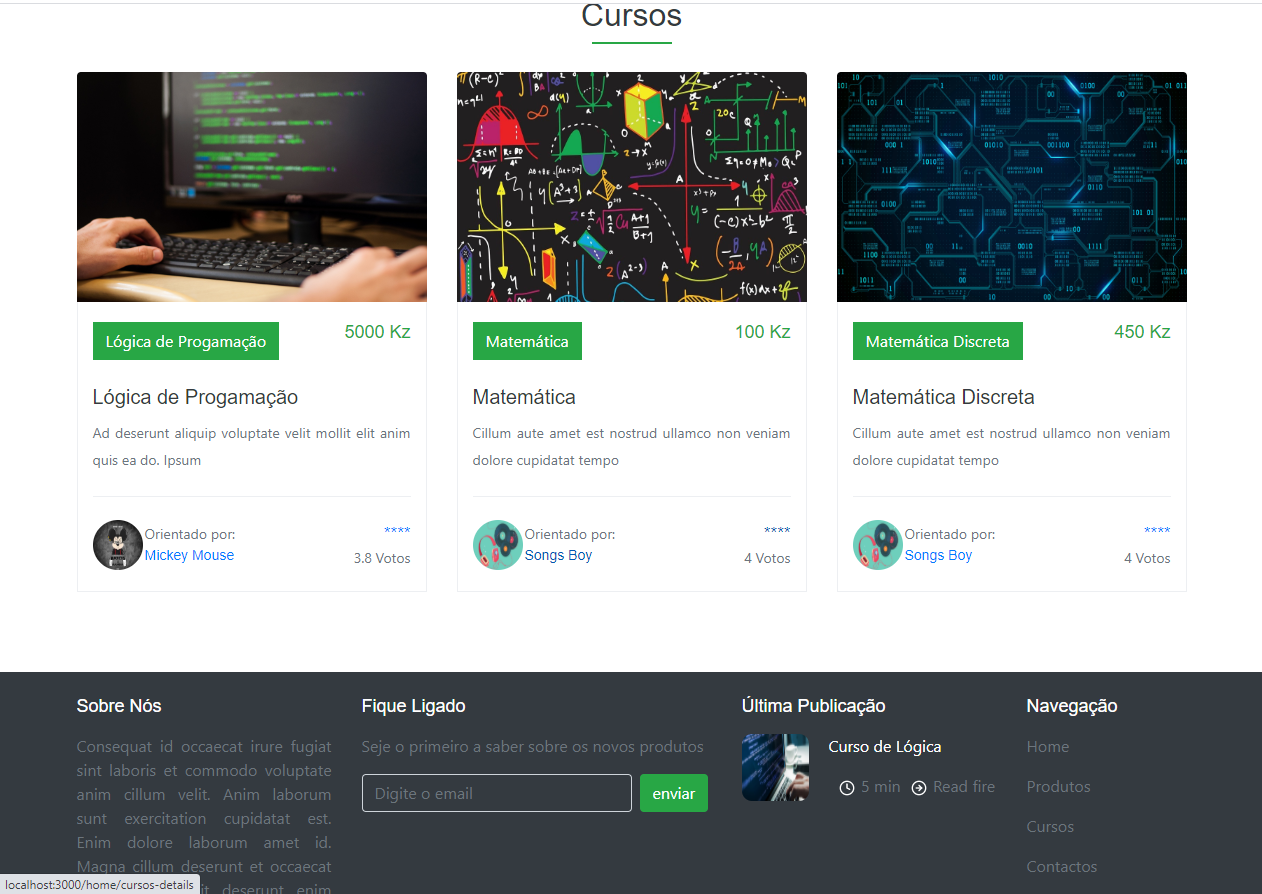 Cursos
Lógica de Progamação
5000 Kz
Lógica de Progamação
Ad deserunt aliquip voluptate velit mollit elit anim
quis ea do. Ipsum
Orientado por:
Mickey Mouse
****
3.8 Votos
Matemática
100 Kz
Matemática
Cillum aute amet est nostrud ullamco non veniam
dolore cupidatat tempo
Orientado por:
Songs Boy
****
4 Votos
Matemática Discreta
450 Kz
Matemática Discreta
Cillum aute amet est nostrud ullamco non veniam
dolore cupidatat tempo
Orientado por:
Songs Boy
****
4 Votos
Sobre Nós
Consequat id occaecat irure fugiat
sint laboris et commodo voluptate
anim cillum velit. Anim laborum
sunt exercitation cupidatat est.
Enim dolore laborum amet id.
Magna cillum deserunt et occaecat
deserunt enim
Fique Ligado
Seje o primeiro a saber sobre os novos produtos
Digite o email
enviar
Última Publicação
Curso de Lógica
5 min
Read fire
Navegação
Home
Produtos
Cursos
Contactos
localhost:3000/home/cursos-details